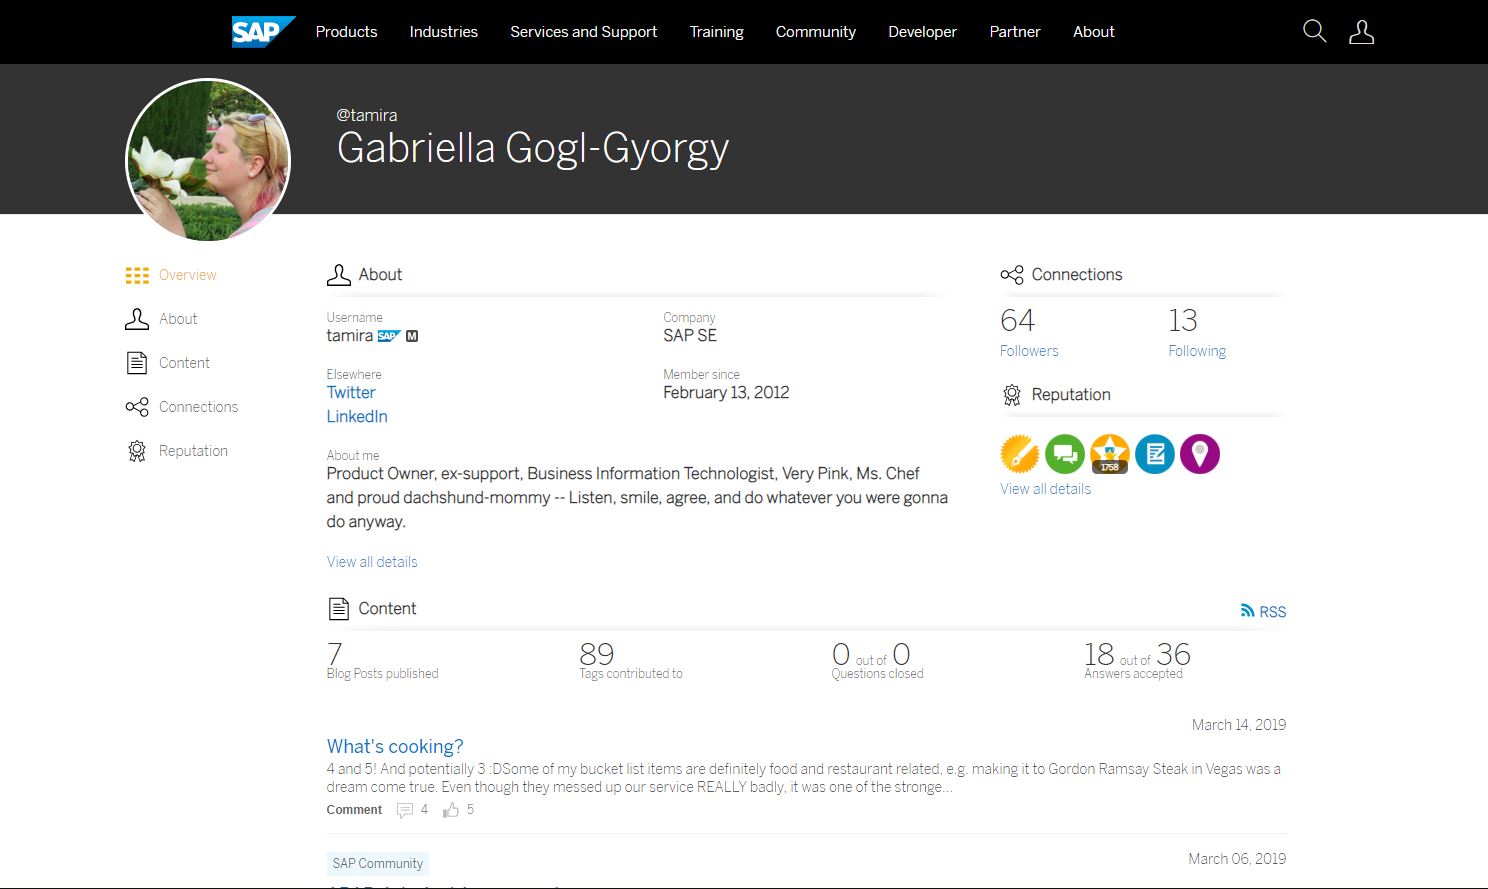 SAP Products Industries Services and Support Training Community Developer Partner About
@tamira
Gabriella Gogl-Gyorgy
Overview
About
Content
Connections
Reputation
About
Username
tamira SAP M
Company
SAP SE
Elsewhere
Twitter
LinkedIn
Member since
February 13, 2012
About me
Product Owner, ex-support, Business Information Technologist, Very Pink, Ms. Chef
and proud dachshund-mommy -- Listen, smile, agree, and do whatever you were gonna
do anyway.
View all details
Connections
64
Followers
13
Following
Reputation
1758
View all details
Content
RSS
7
Blog Posts published
89
Tags contributed to
0 out of 0
Questions closed
18 out of 36
Answers accepted
March 14, 2019
What's cooking?
4 and 5! And potentially 3 :DSome of my bucket list items are definitely food and restaurant related, e.g. making it to Gordon Ramsay Steak in Vegas was a
dream come true. Even though they messed up our service REALLY badly, it was one of the stronge...
Comment 4 5
SAP Community
March 06, 2019